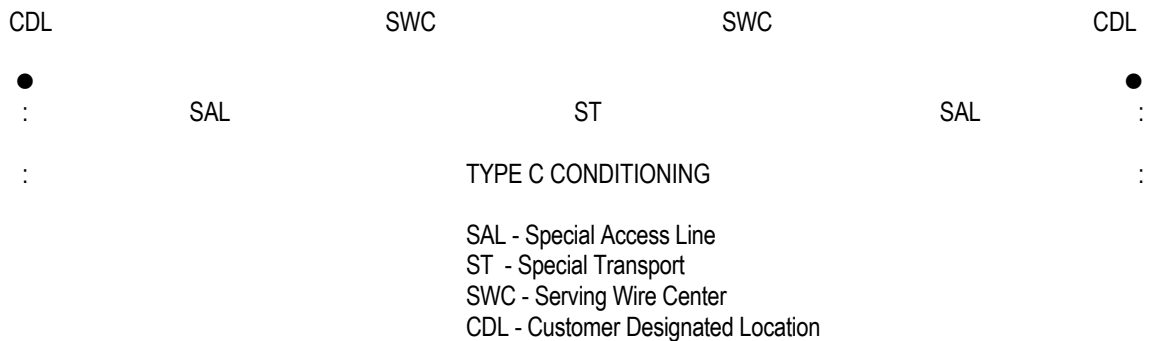 CDL SWC SWC CDL
● ●
: SAL ST SAL :
: TYPE C CONDITIONING :
SAL - Special Access Line
ST - Special Transport
SWC - Serving Wire Center
CDL - Customer Designated Location